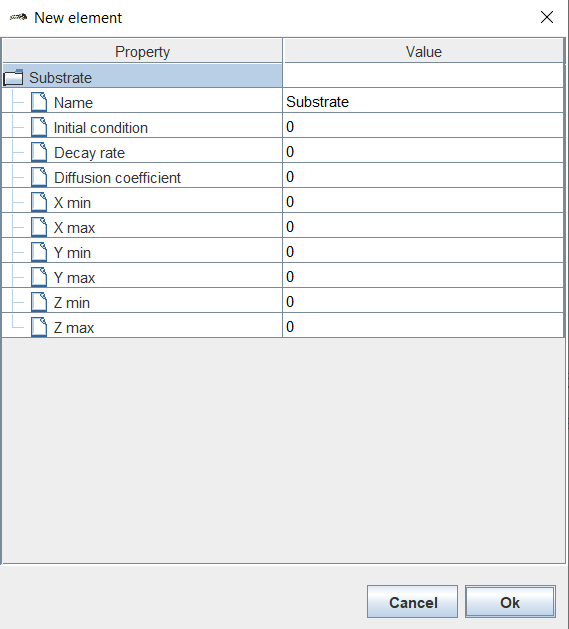 New element
Property Value
Substrate
Name Substrate
Initial condition 0
Decay rate 0
Diffusion coefficient 0
X min 0
X max 0
Y min 0
Y max 0
Z min 0
Z max 0
Cancel Ok